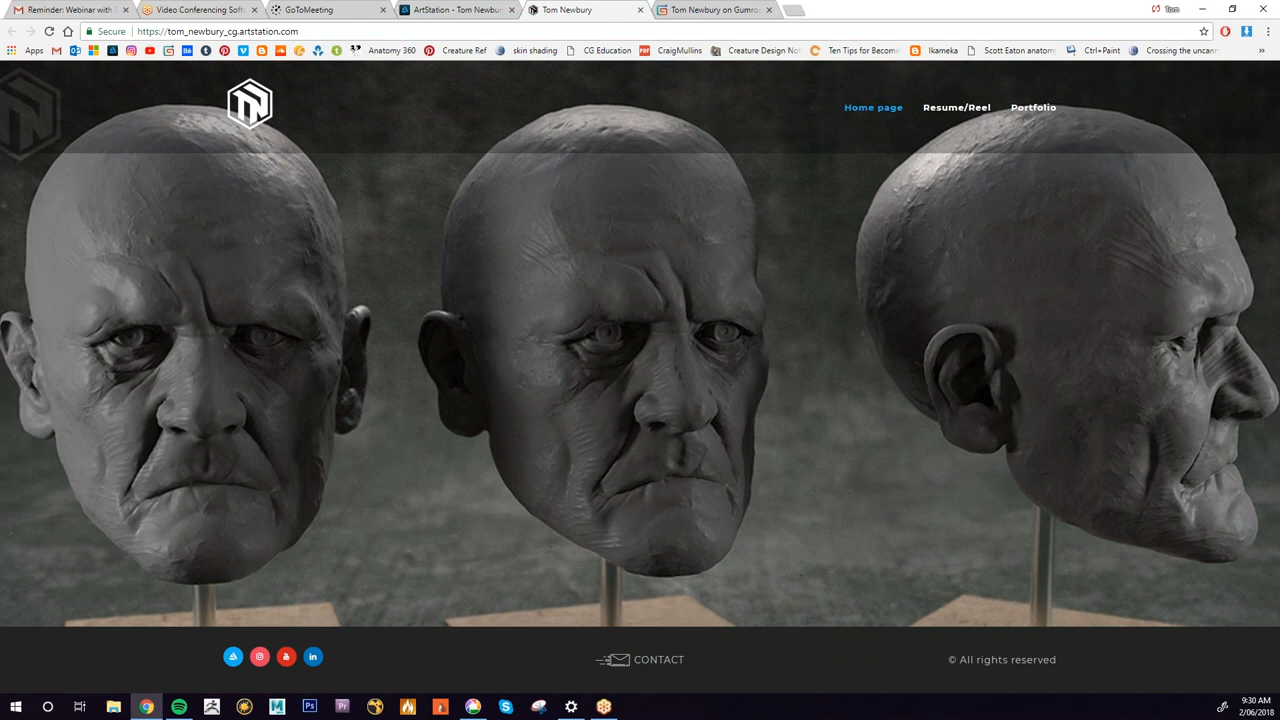 Reminder: Webinar with
Video Conferencing Soft
GoToMeeting
ArtStation - Tom Newbur
Tom Newbury
Tom Newbury on Gumro
Tom
Secure
https://tom_newbury_cg.artstation.com
Apps
Anatomy 360
Creature Ref
skin shading
CG Education
CraigMullins
Creature Design
Ten Tips for Becomi
Ikameka
Scott Eaton anatom
Ctrl+Paint
Crossing the uncan
Home page
Resume/Reel
Portfolio
CONTACT
© All rights reserved
9:30 AM
2/06/2018